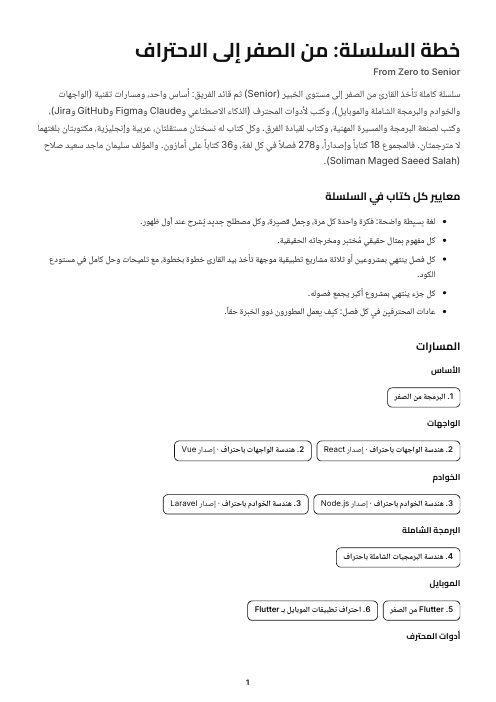 خطة السلسلة: من الصفر إلى الاحتراف
From Zero to Senior
سلسلة كاملة تأخذ القارئ من الصفر إلى مستوى الخبير (Senior) ثم قائد الفريق: أساس واحد، ومسارات تقنية (الواجهات
والخوادم والبرمجة الشاملة والموبايل)، وكتب لأدوات المحترف (الذكاء الاصطناعي وClaude وFigma وGitHub وJira)،
وكتب لصنعة البرمجة والمسيرة المهنية، وكتاب لقيادة الفرق. وكل كتاب له نسختان مستقلتان، عربية وإنجليزية، مكتوبتان بلغتهما
لا مترجمتان. فالمجموع 18 كتاباً وإصداراً، و278 فصلاً في كل لغة، و36 كتاباً على أمازون. والمؤلف سليمان ماجد سعيد صلاح
(Soliman Maged Saeed Salah).
معايير كل كتاب في السلسلة
• لغة بسيطة واضحة: فكرة واحدة كل مرة، وجمل قصيرة، وكل مصطلح جديد يُشرح عند أول ظهور.
• كل مفهوم بمثال حقيقي مُختبر ومخرجاته الحقيقية.
• كل فصل ينتهي بمشروعين أو ثلاثة مشاريع تطبيقية موجهة تأخذ بيد القارئ خطوة بخطوة، مع تلميحات وحل كامل في مستودع
الكود.
• كل جزء ينتهي بمشروع أكبر يجمع فصوله.
• عادات المحترفين في كل فصل: كيف يعمل المطورون ذوو الخبرة حقاً.
المسارات
الأساس
1. البرمجة من الصفر
الواجهات
2. هندسة الواجهات باحتراف · إصدار React
2. هندسة الواجهات باحتراف · إصدار Vue
الخوادم
3. هندسة الخوادم باحتراف · إصدار Node.js
3. هندسة الخوادم باحتراف · إصدار Laravel
البرمجة الشاملة
4. هندسة البرمجيات الشاملة باحتراف
الموبايل
5. Flutter من الصفر
6. احتراف تطبيقات الموبايل بـ Flutter
أدوات المحترف
1